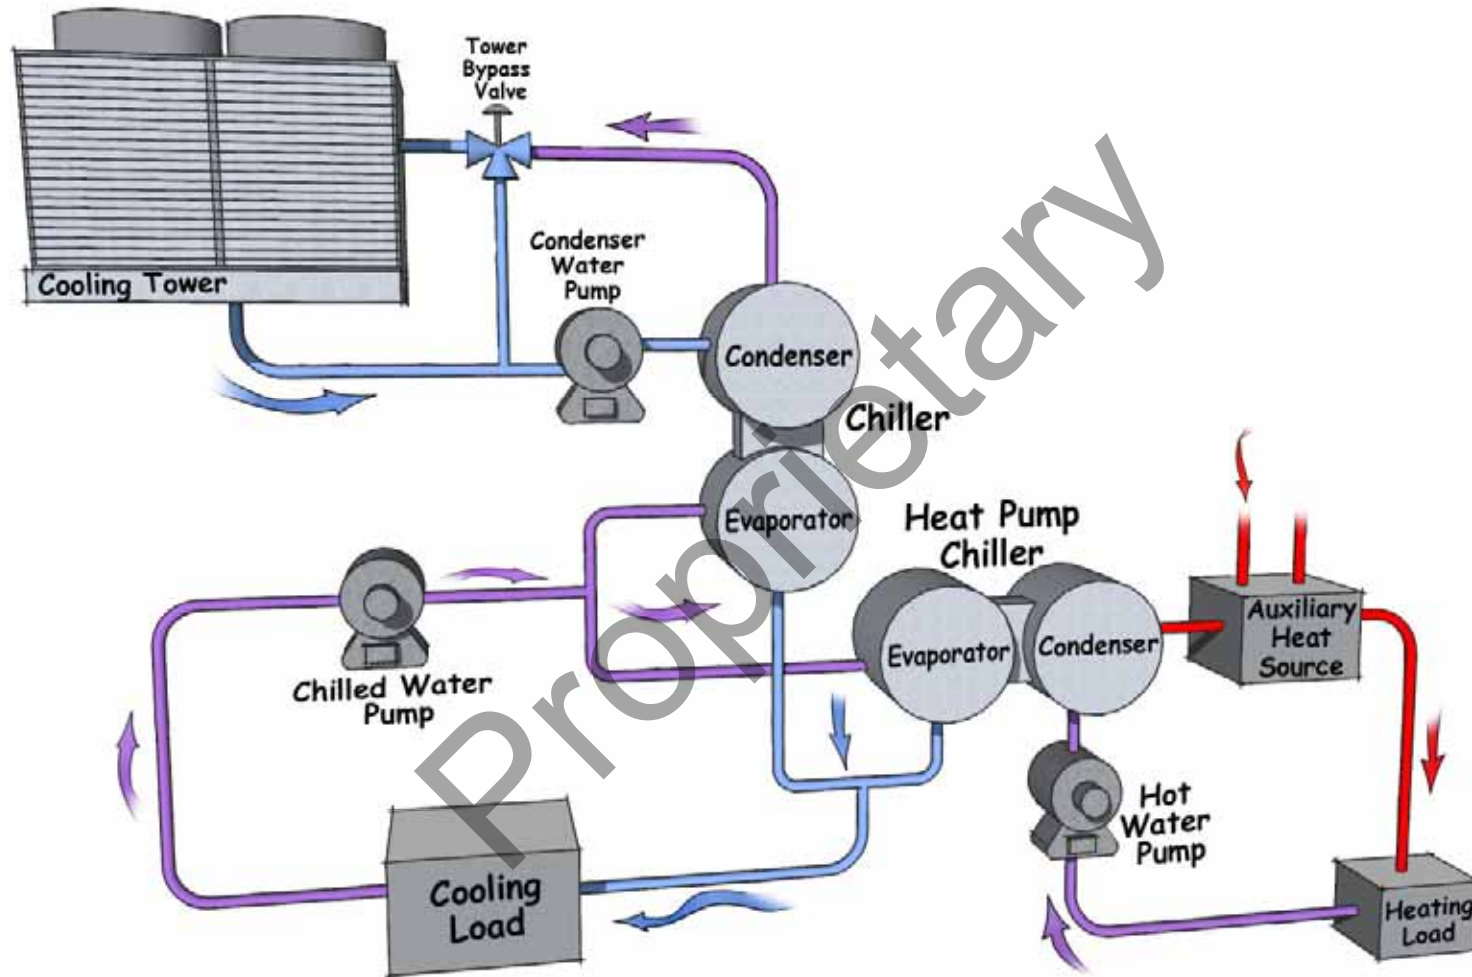 Tower
Bypass
Valve
Condenser
Water
Pump
Cooling Tower
Condenser
Chiller
Evaporator
Heat Pump
Chiller
Auxiliary
Heat
Source
Evaporator
Condenser
Chilled Water
Pump
Hot
Water
Pump
Cooling
Load
Heating
Load
Proprietary